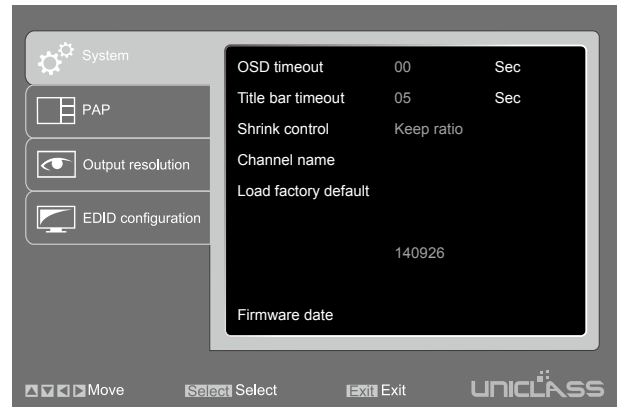 System
PAP
Output resolution
EDID configuration
OSD timeout 00 Sec
Title bar timeout 05 Sec
Shrink control Keep ratio
Channel name
Load factory default
140926
Firmware date
Move Select Select Exit Exit
UNICLASS